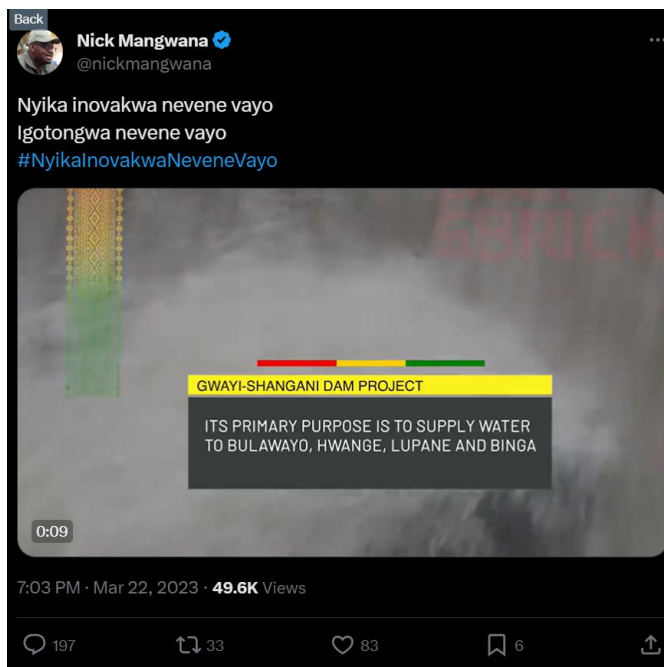 Back
Nick Mangwana
@nickmangwana
Nyika inovakwa nevene vayo
Igotongwa nevene vayo
#NyikaInovakwaNeveneVayo
BRICK
GWAYI-SHANGANI DAM PROJECT
ITS PRIMARY PURPOSE IS TO SUPPLY WATER
TO BULAWAYO, HWANGE, LUPANE AND BINGA
0:09
7:03 PM · Mar 22, 2023 · 49.6K Views
197 33 83 6